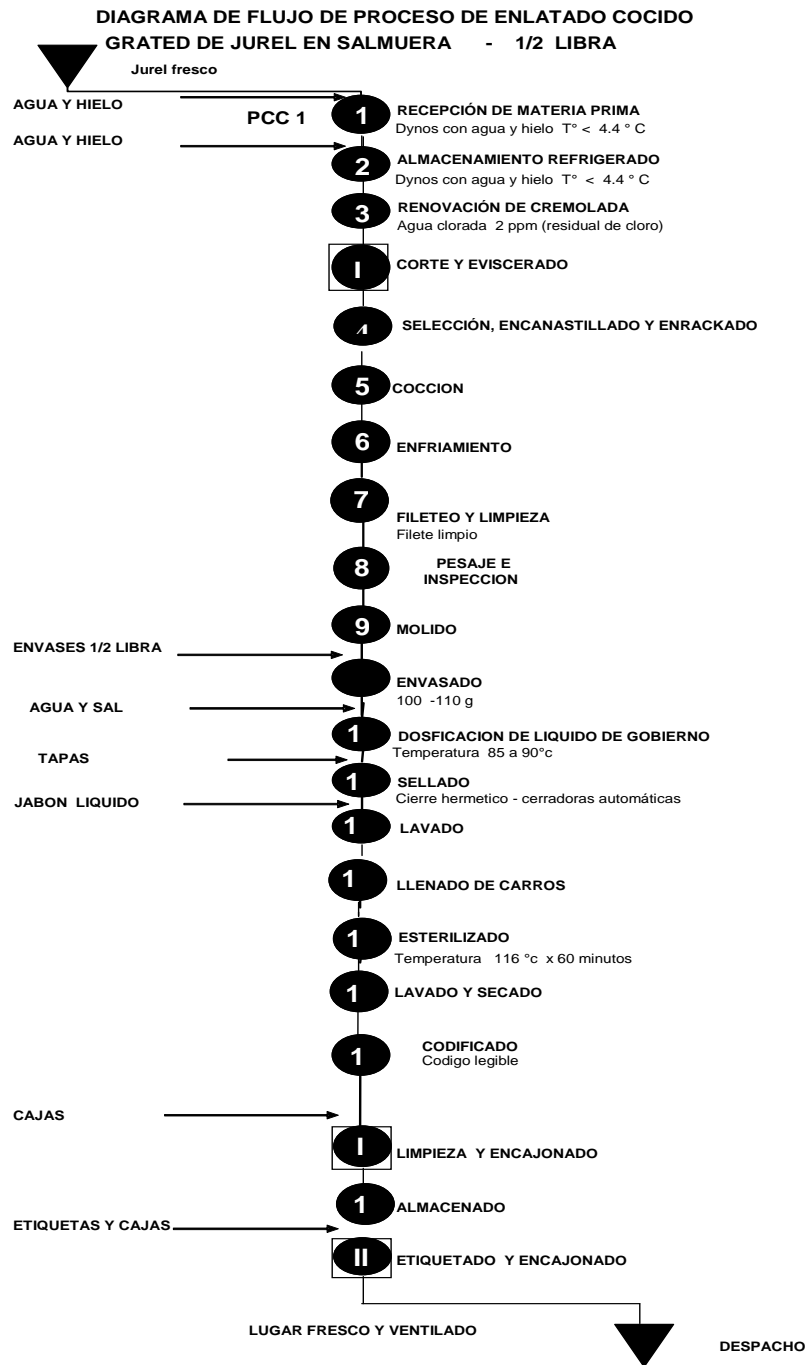 DIAGRAMA DE FLUJO DE PROCESO DE ENLATADO COCIDO
GRATED DE JUREL EN SALMUERA - 1/2 LIBRA
Jurel fresco
AGUA Y HIELO
PCC 1
1
RECEPCIÓN DE MATERIA PRIMA
Dynos con agua y hielo T° < 4.4 ° C
AGUA Y HIELO
2
ALMACENAMIENTO REFRIGERADO
Dynos con agua y hielo T° < 4.4 ° C
3
RENOVACIÓN DE CREMOLADA
Agua clorada 2 ppm (residual de cloro)
I
CORTE Y EVISCERADO
4
SELECCIÓN, ENCANASTILLADO Y ENRACKADO
5
COCCION
6
ENFRIAMIENTO
7
FILETEO Y LIMPIEZA
Filete limpio
8
PESAJE E
INSPECCION
9
MOLIDO
ENVASES 1/2 LIBRA
ENVASADO
100 -110 g
AGUA Y SAL
1
DOSFICACION DE LIQUIDO DE GOBIERNO
Temperatura 85 a 90°c
TAPAS
1
SELLADO
Cierre hermetico - cerradoras automáticas
JABON LIQUIDO
1
LAVADO
1
LLENADO DE CARROS
1
ESTERILIZADO
Temperatura 116 °c x 60 minutos
1
LAVADO Y SECADO
1
CODIFICADO
Codigo legible
CAJAS
I
LIMPIEZA Y ENCAJONADO
1
ALMACENADO
ETIQUETAS Y CAJAS
II
ETIQUETADO Y ENCAJONADO
LUGAR FRESCO Y VENTILADO
DESPACHO